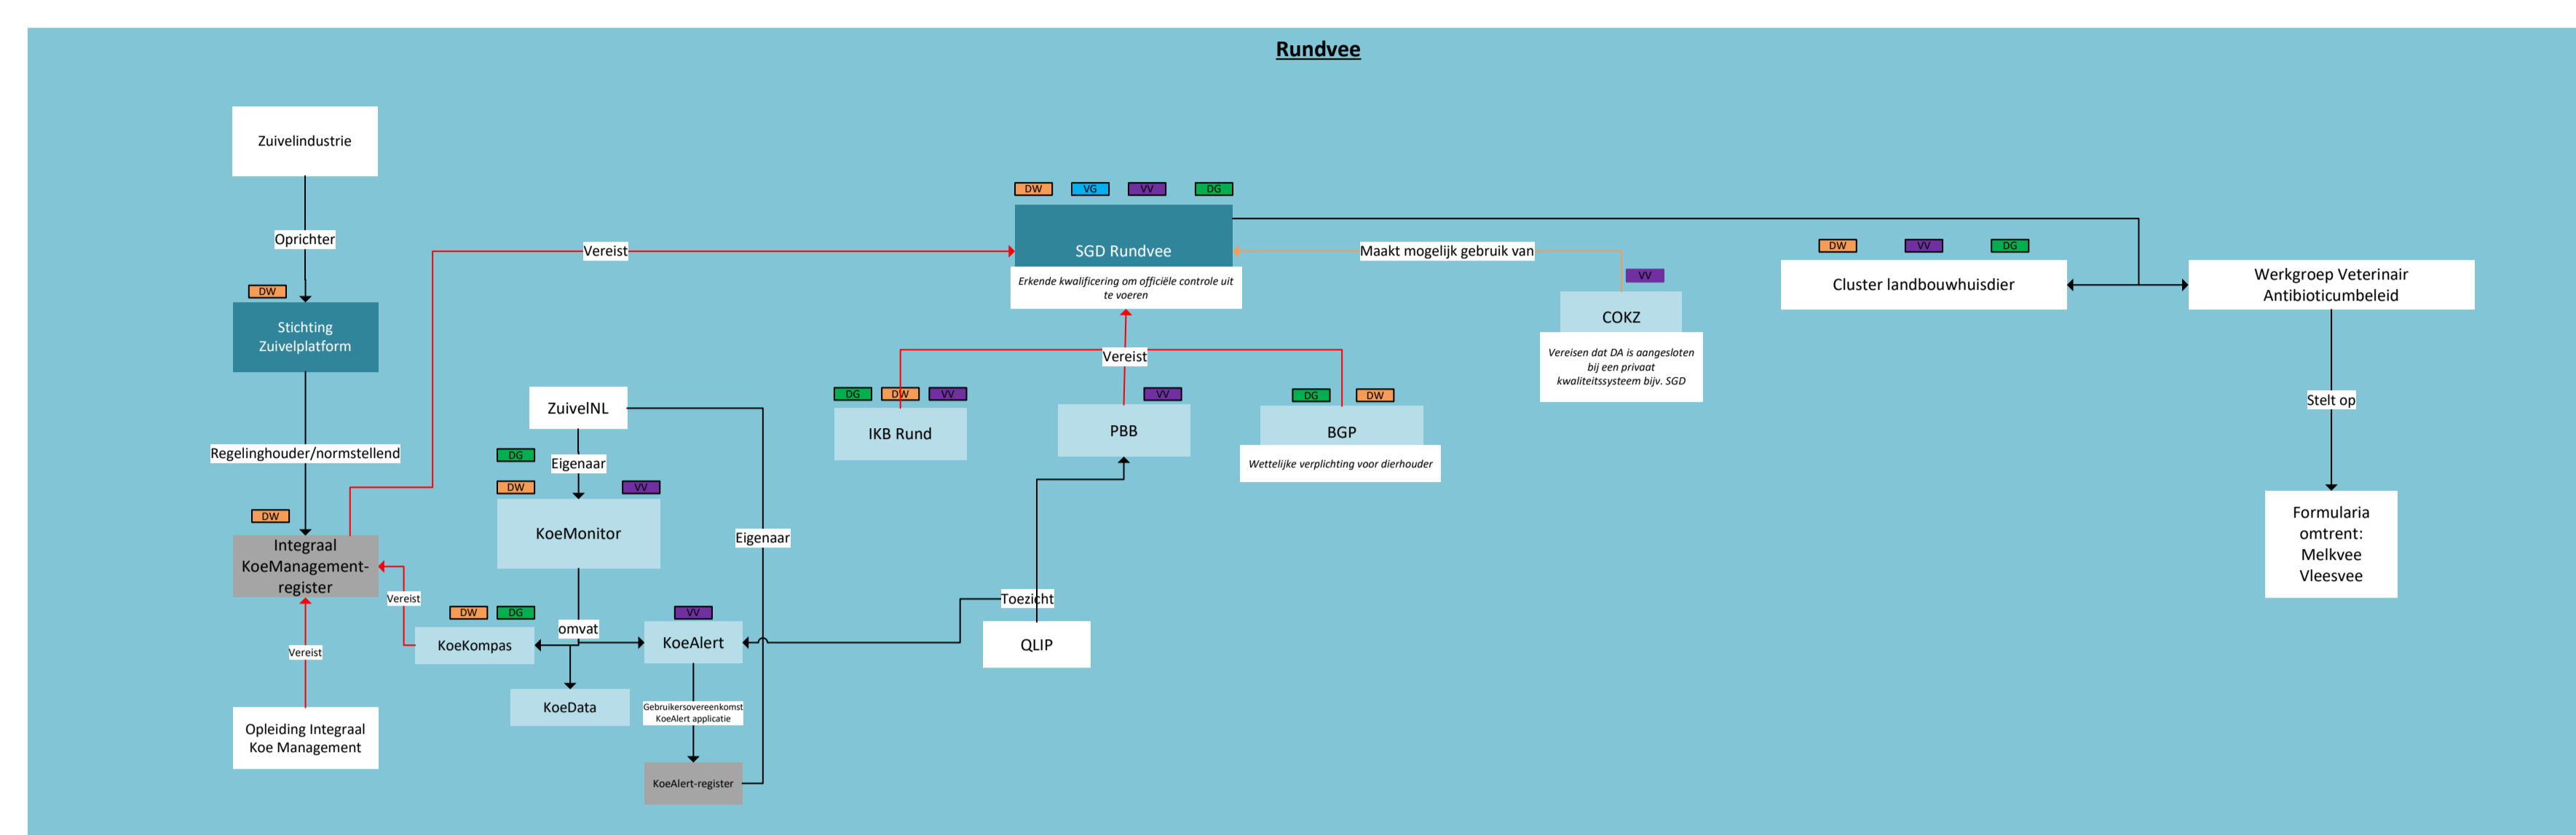 Rundvee
Zuivelindustrie
Oprichter
DW
Stichting
Zuivelplatform
Regelinghouder/normstellend
DW
Integraal
KoeManagement-
register
Vereist
Opleiding Integraal
Koe Management
Vereist
Vereist
ZuivelNL
Eigenaar
DG
DW
VV
KoeMonitor
Eigenaar
omvat
DW
DG
KoeKompas
KoeData
VV
KoeAlert
Gebruikersovereenkomst
KoeAlert applicatie
KoeAlert-register
DW
VG
VV
DG
SGD Rundvee
Erkende kwalificering om officiële controle uit
te voeren
Vereist
DG
DW
VV
IKB Rund
VV
PBB
DG
DW
BGP
Wettelijke verplichting voor dierhouder
Toezicht
QLIP
Maakt mogelijk gebruik van
VV
COKZ
Vereisen dat DA is aangesloten
bij een privaat
kwaliteitssysteem bijv. SGD
DW
VV
DG
Cluster landbouwhuisdier
Werkgroep Veterinair
Antibioticumbeleid
Stelt op
Formularia
omtrent:
Melkvee
Vleesvee